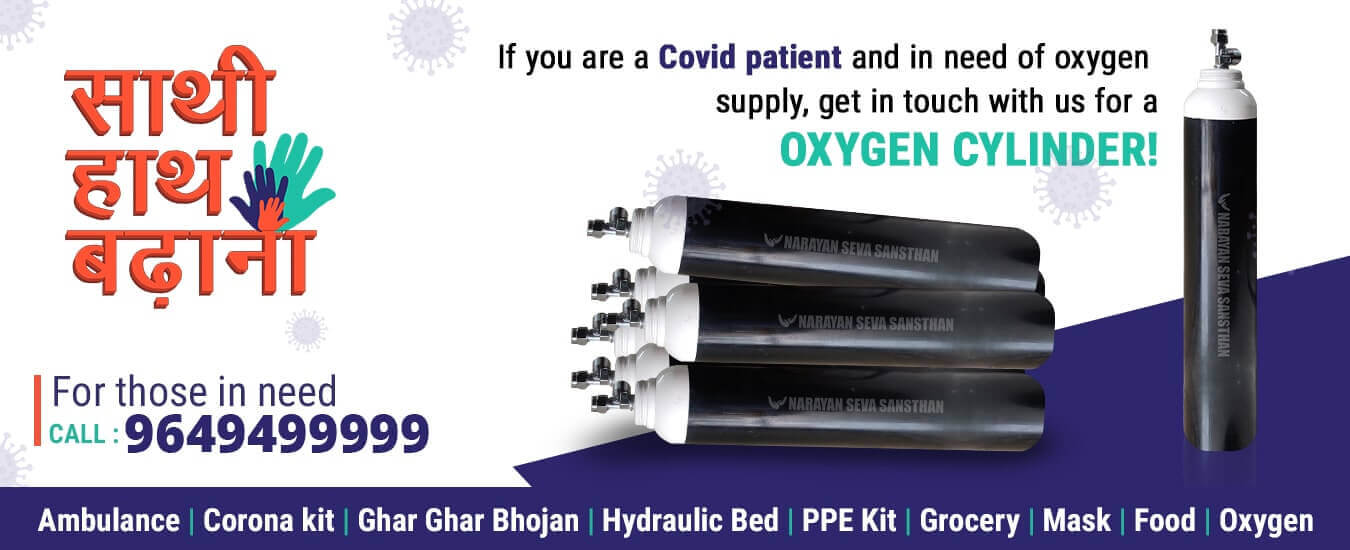 साथी
हाथ
बढ़ाना
If you are a Covid patient and in need of oxygen
supply, get in touch with us for a
OXYGEN CYLINDER!
NARAYAN SEVA SANSTHAN
NARAYAN SEVA SANSTHAN
NARAYAN SEVA SANSTHAN
NARAYAN SEVA SANSTHAN
For those in need
CALL : 9649499999
Ambulance | Corona kit | Ghar Ghar Bhojan | Hydraulic Bed | PPE Kit | Grocery | Mask | Food | Oxygen